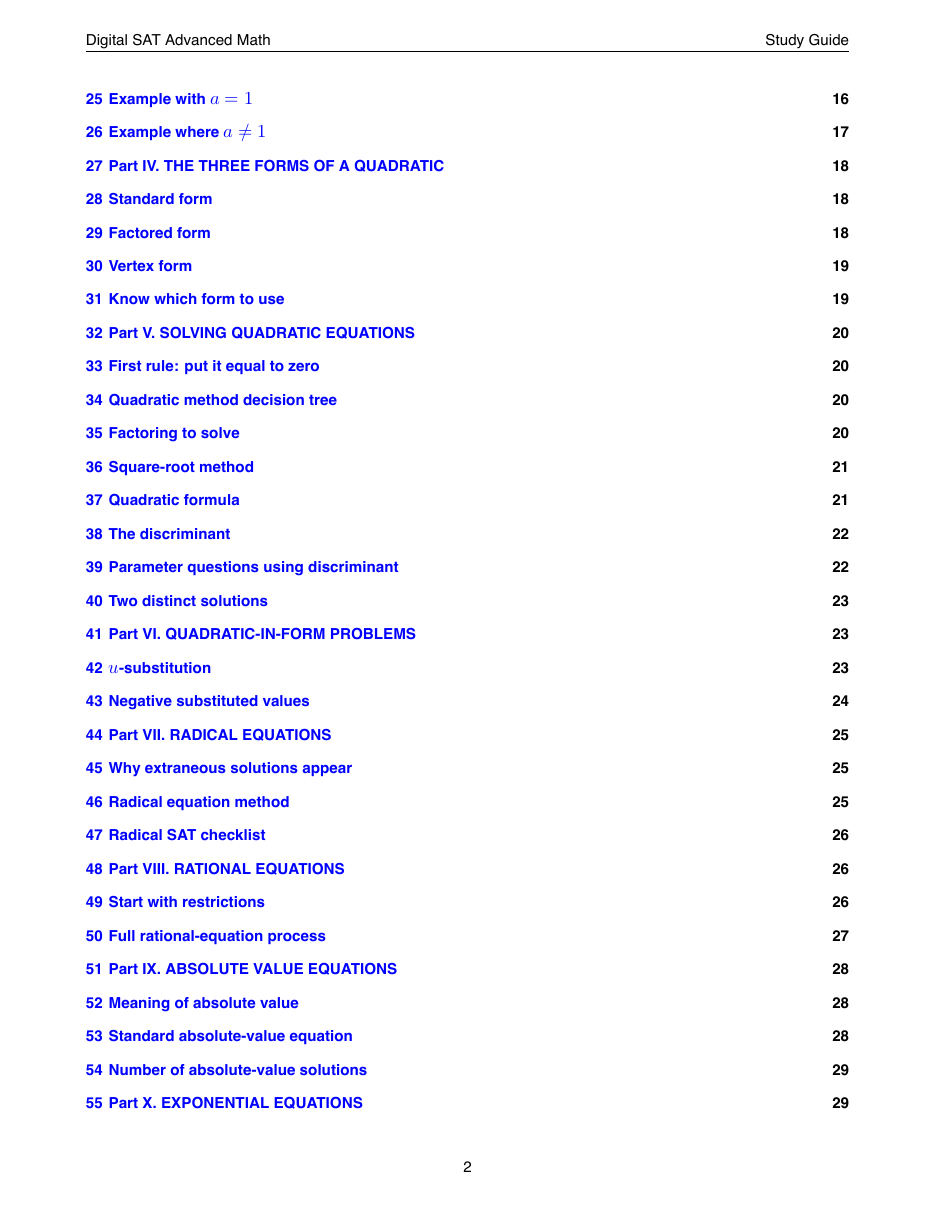 Digital SAT Advanced Math Study Guide
25 Example with a = 1 16
26 Example where a ≠ 1 17
27 Part IV. THE THREE FORMS OF A QUADRATIC 18
28 Standard form 18
29 Factored form 18
30 Vertex form 19
31 Know which form to use 19
32 Part V. SOLVING QUADRATIC EQUATIONS 20
33 First rule: put it equal to zero 20
34 Quadratic method decision tree 20
35 Factoring to solve 20
36 Square-root method 21
37 Quadratic formula 21
38 The discriminant 22
39 Parameter questions using discriminant 22
40 Two distinct solutions 23
41 Part VI. QUADRATIC-IN-FORM PROBLEMS 23
42 u-substitution 23
43 Negative substituted values 24
44 Part VII. RADICAL EQUATIONS 25
45 Why extraneous solutions appear 25
46 Radical equation method 25
47 Radical SAT checklist 26
48 Part VIII. RATIONAL EQUATIONS 26
49 Start with restrictions 26
50 Full rational-equation process 27
51 Part IX. ABSOLUTE VALUE EQUATIONS 28
52 Meaning of absolute value 28
53 Standard absolute-value equation 28
54 Number of absolute-value solutions 29
55 Part X. EXPONENTIAL EQUATIONS 29
2